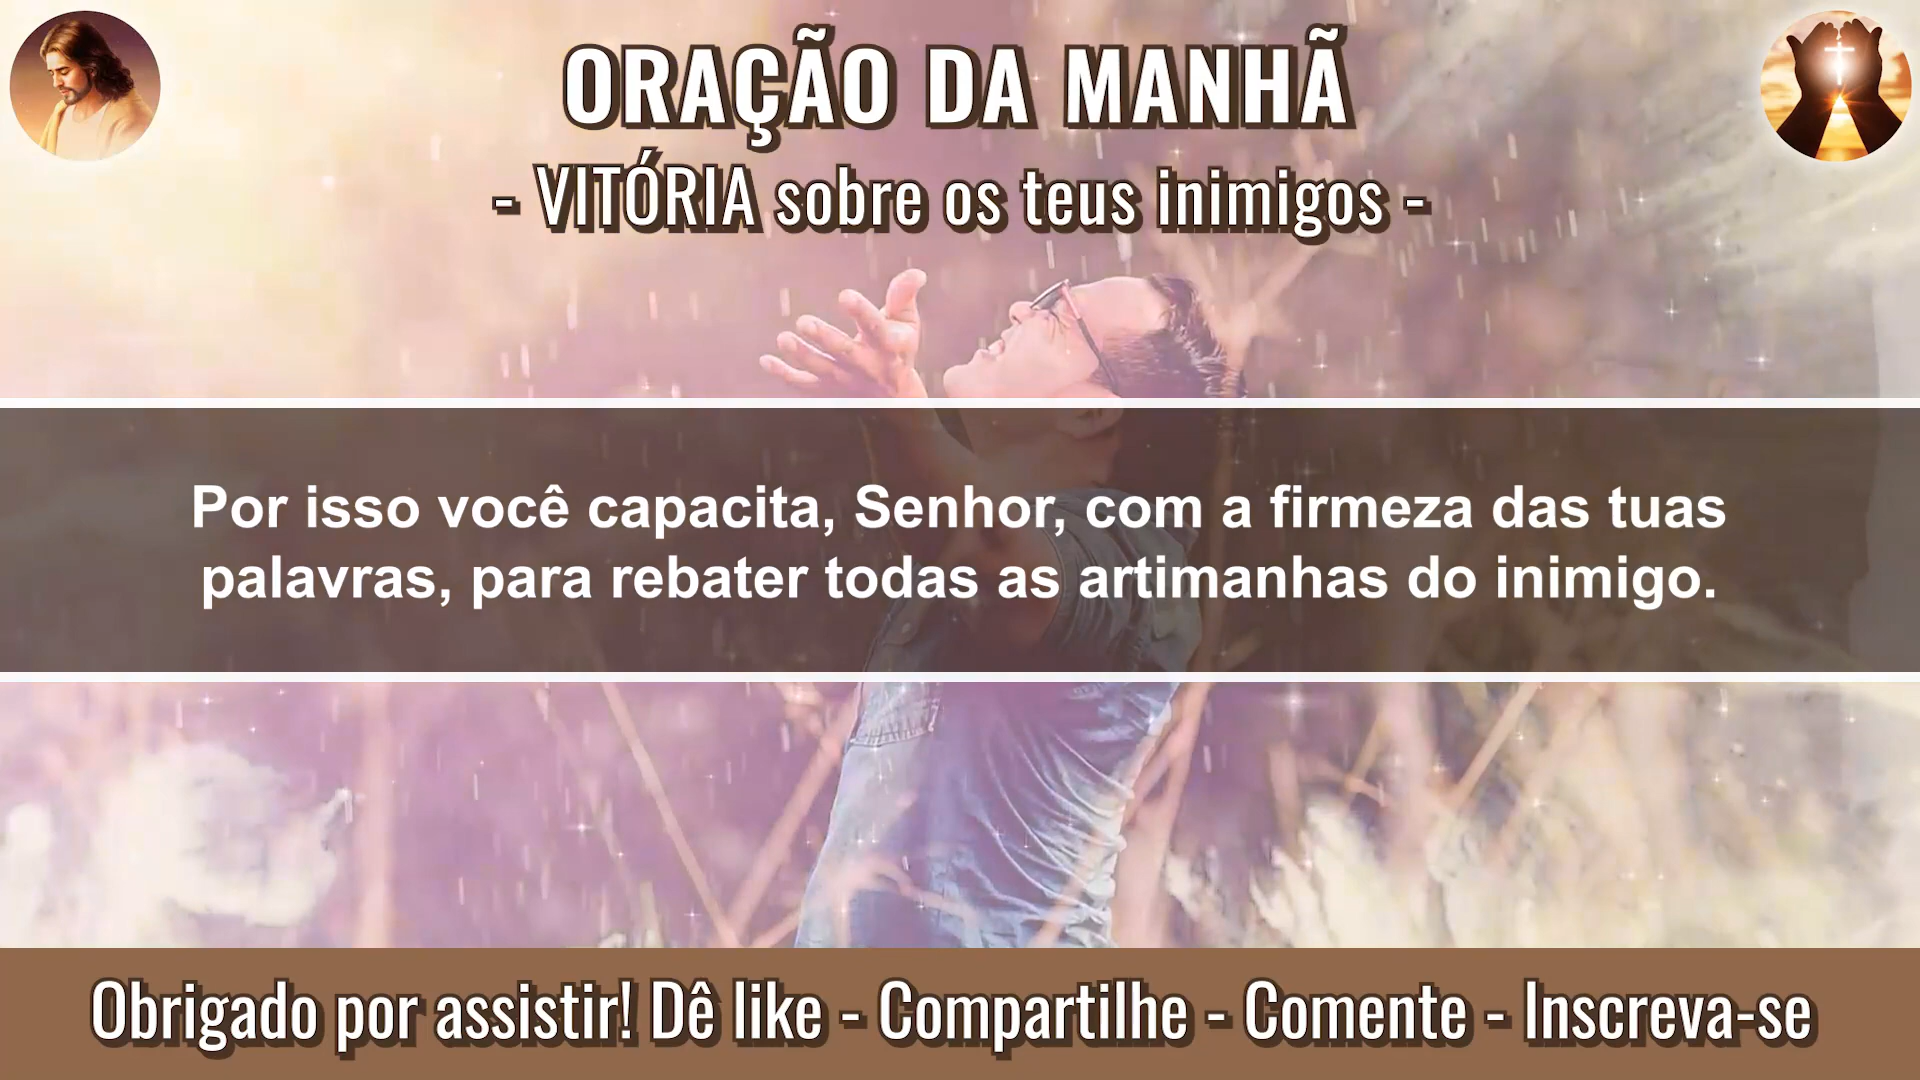 ORAÇÃO DA MANHÃ
- VITÓRIA sobre os teus inimigos -
Por isso você capacita, Senhor, com a firmeza das tuas
palavras, para rebater todas as artimanhas do inimigo.
Obrigado por assistir! Dê like - Compartilhe - Comente - Inscreva-se